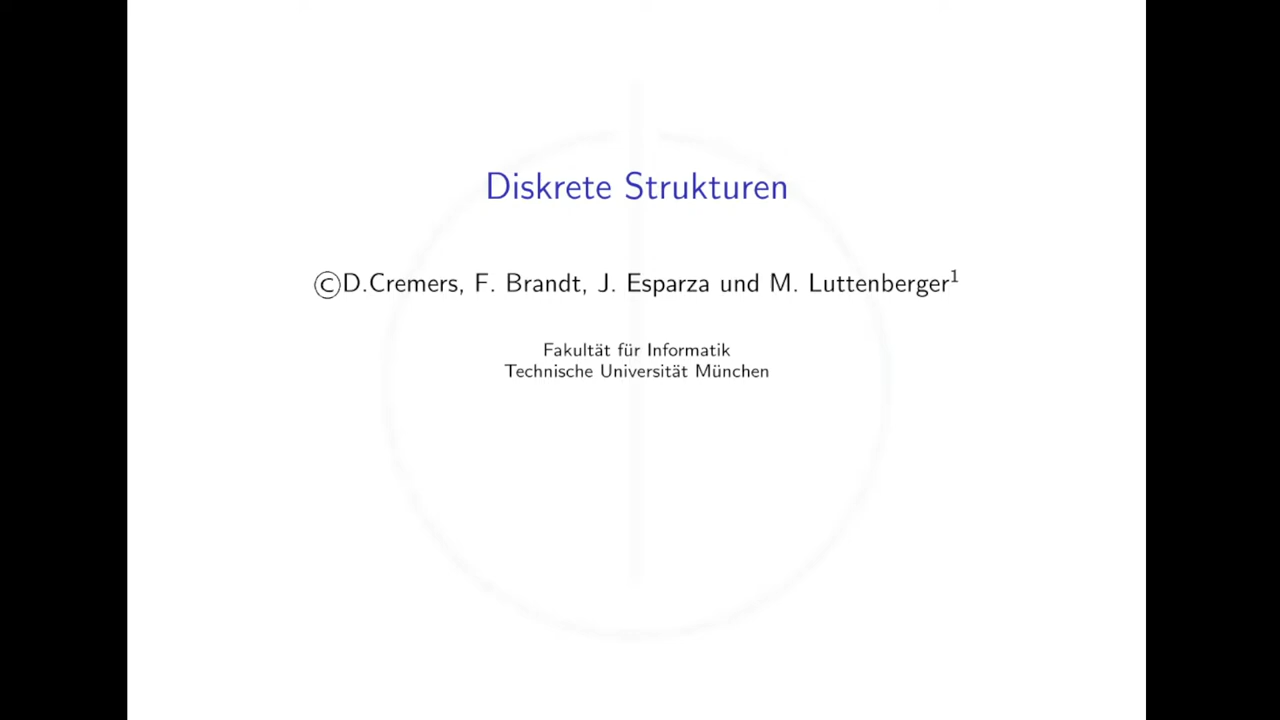 Diskrete Strukturen
©D.Cremers, F. Brandt, J. Esparza und M. Luttenberger¹
Fakultät für Informatik
Technische Universität München